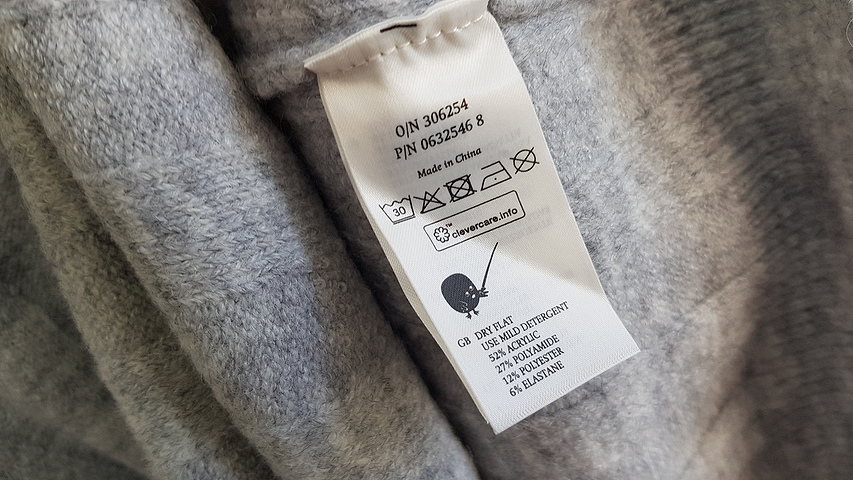 O/N 306254
P/N 0632546 8
Made in China
30
clevercare.info
GB DRY FLAT
USE MILD DETERGENT
52% ACRYLIC
27% POLYAMIDE
12% POLYESTER
6% ELASTANE